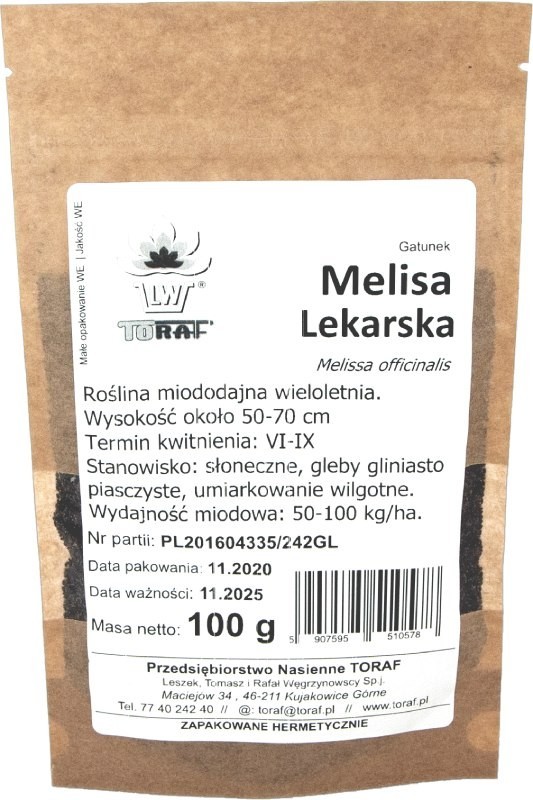 Małe opakowanie WE | Jakość WE
LW®
TORAF
Gatunek
Melisa
Lekarska
Melissa officinalis
Roślina miododajna wieloletnia.
Wysokość około 50-70 cm
Termin kwitnienia: VI-IX
Stanowisko: słoneczne, gleby gliniasto
piasczyste, umiarkowanie wilgotne.
Wydajność miodowa: 50-100 kg/ha.
Nr partii: PL201604335/242GL
Data pakowania: 11.2020
Data ważności: 11.2025
Masa netto: 100 g
5 907595 510578
Przedsiębiorstwo Nasienne TORAF
Leszek, Tomasz i Rafał Węgrzynowscy Sp.j.
Maciejów 34 , 46-211 Kujakowice Górne
Tel. 77 40 242 40 // @: toraf@toraf.pl // www.toraf.pl
ZAPAKOWANE HERMETYCZNIE